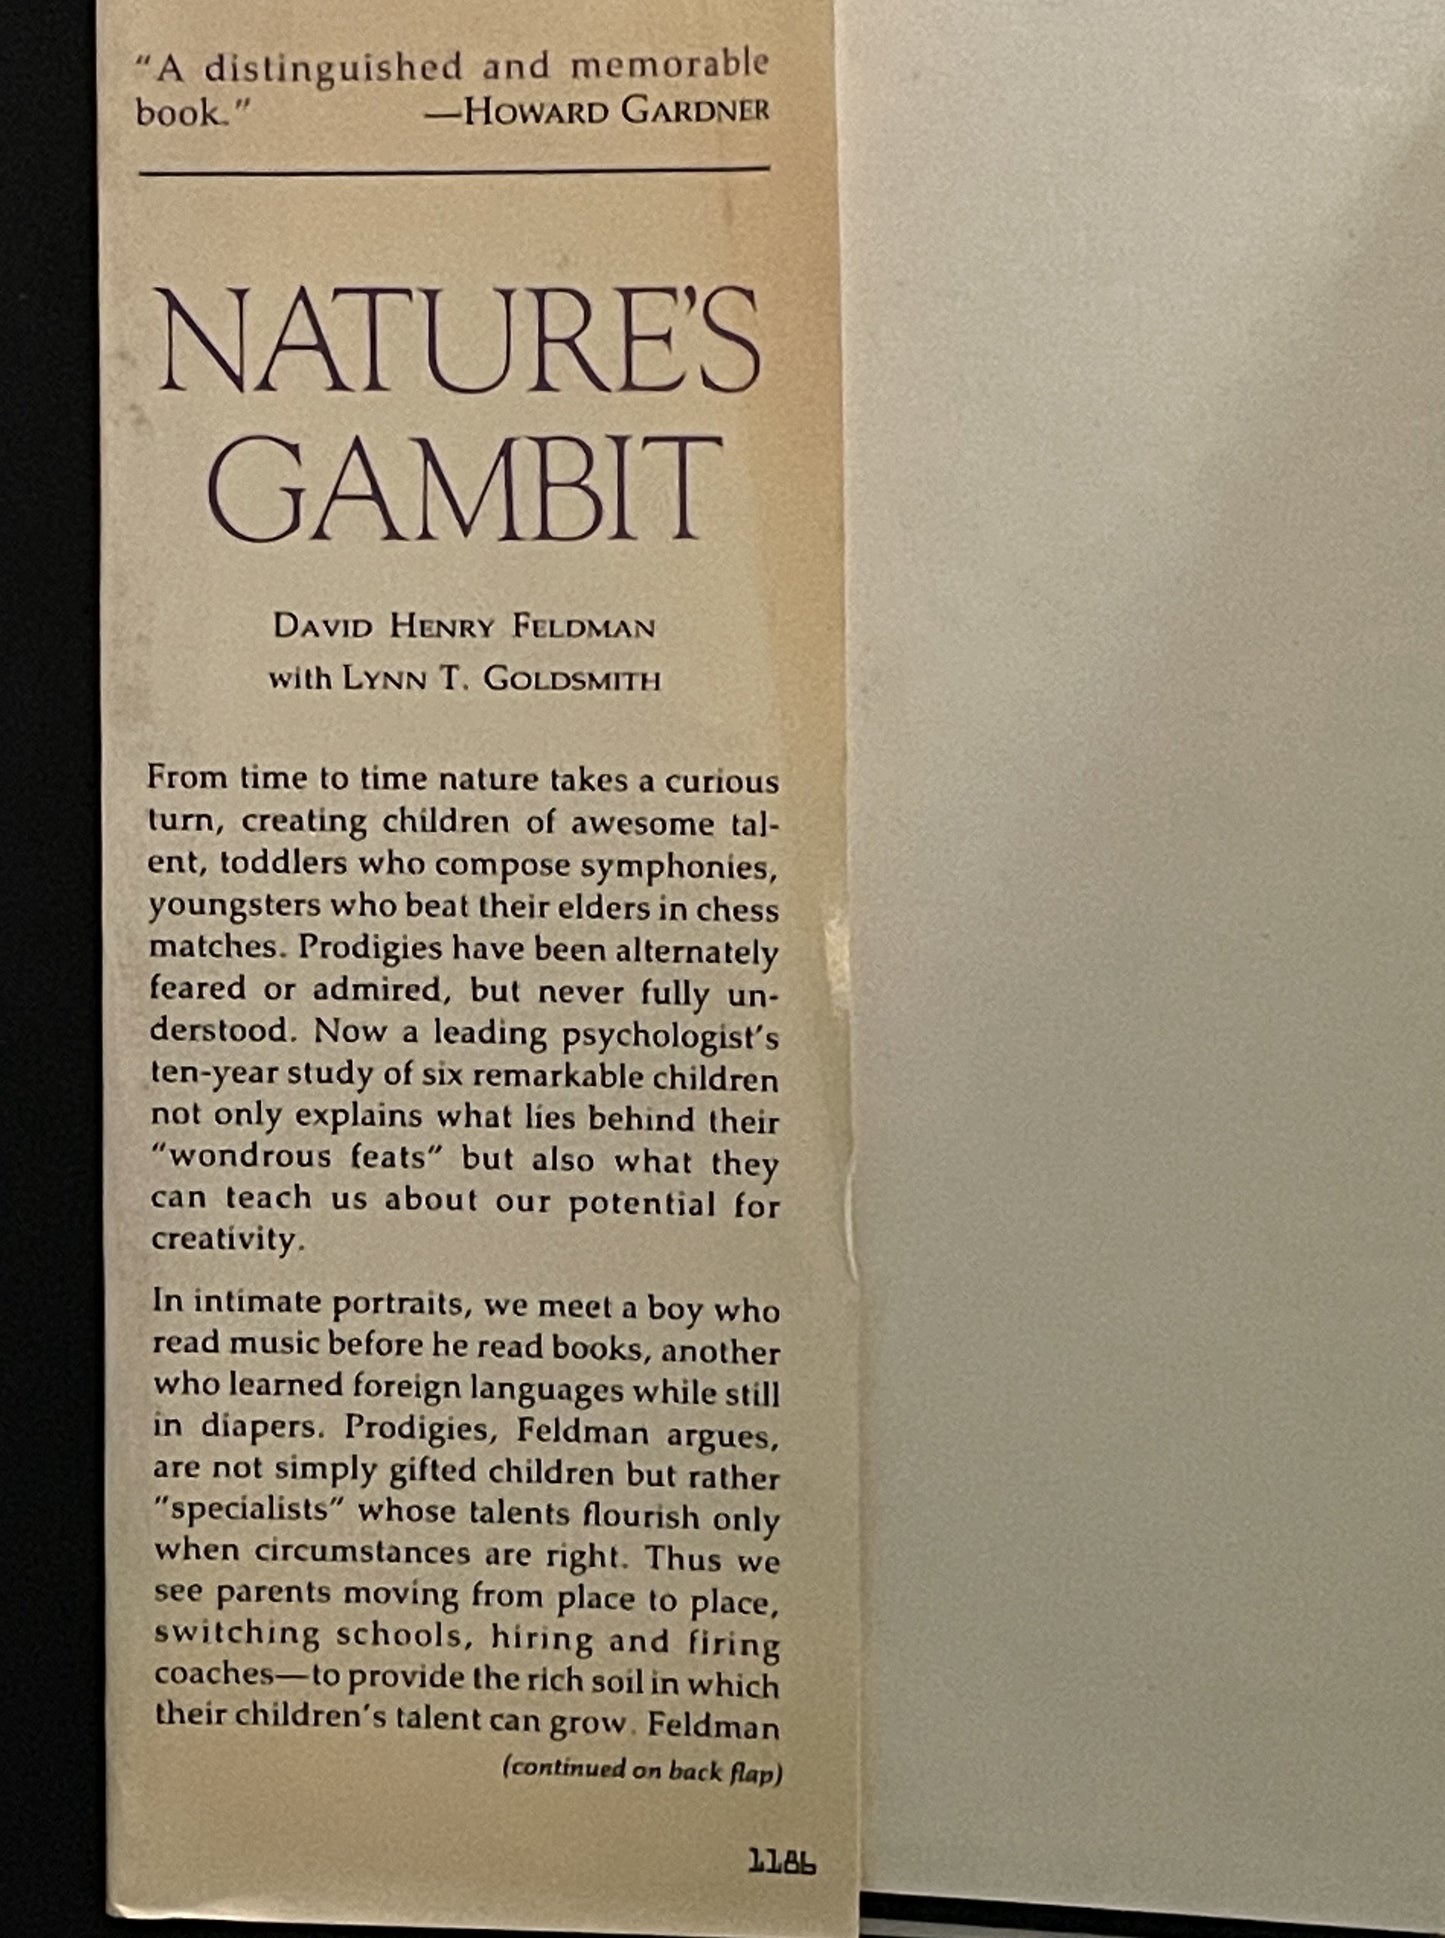 “A distinguished and memorable
book.” —HOWARD GARDNER
NATURE’S
GAMBIT
DAVID HENRY FELDMAN
with LYNN T. GOLDSMITH
From time to time nature takes a curious
turn, creating children of awesome tal-
ent, toddlers who compose symphonies,
youngsters who beat their elders in chess
matches. Prodigies have been alternately
feared or admired, but never fully un-
derstood. Now a leading psychologist’s
ten-year study of six remarkable children
not only explains what lies behind their
“wondrous feats” but also what they
can teach us about our potential for
creativity.
In intimate portraits, we meet a boy who
read music before he read books, another
who learned foreign languages while still
in diapers. Prodigies, Feldman argues,
are not simply gifted children but rather
“specialists” whose talents flourish only
when circumstances are right. Thus we
see parents moving from place to place,
switching schools, hiring and firing
coaches—to provide the rich soil in which
their children’s talent can grow. Feldman
(continued on back flap)
1186